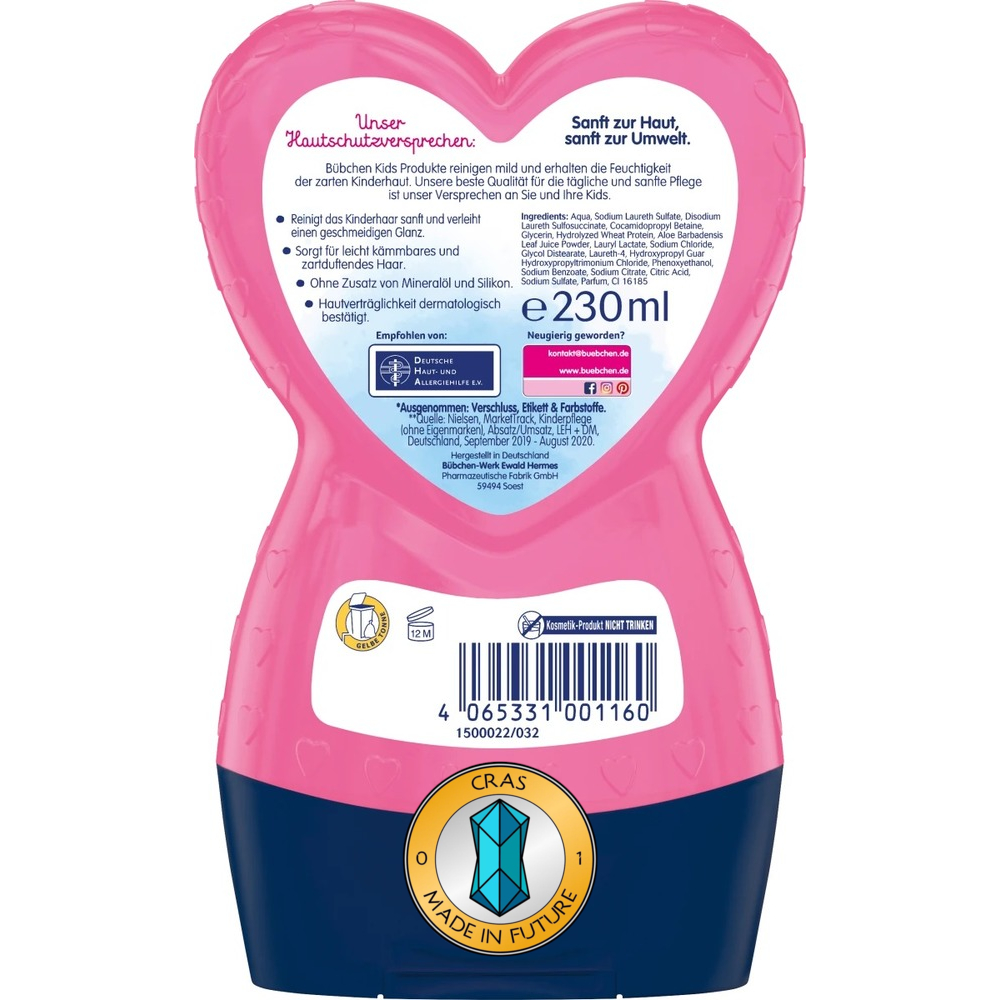 Unser
Hautschutzversprechen:
Sanft zur Haut,
sanft zur Umwelt.
Bübchen Kids Produkte reinigen mild und erhalten die Feuchtigkeit
der zarten Kinderhaut. Unsere beste Qualität für die tägliche und sanfte Pflege
ist unser Versprechen an Sie und Ihre Kids.
• Reinigt das Kinderhaar sanft und verleiht
einen geschmeidigen Glanz.
• Sorgt für leicht kämmbares und
zartduftendes Haar.
• Ohne Zusatz von Mineralöl und Silikon.
• Hautverträglichkeit dermatologisch
bestätigt.
Ingredients: Aqua, Sodium Laureth Sulfate, Disodium
Laureth Sulfosuccinate, Cocamidopropyl Betaine,
Glycerin, Hydrolyzed Wheat Protein, Aloe Barbadensis
Leaf Juice Powder, Lauryl Lactate, Sodium Chloride,
Glycol Distearate, Laureth-4, Hydroxypropyl Guar
Hydroxypropyltrimonium Chloride, Phenoxyethanol,
Sodium Benzoate, Sodium Citrate, Citric Acid,
Sodium Sulfate, Parfum, CI 16185
℮ 230 ml
Empfohlen von:
Deutsche
Haut- und
Allergiehilfe e.V.
Neugierig geworden?
kontakt@buebchen.de
www.buebchen.de
*Ausgenommen: Verschluss, Etikett & Farbstoffe.
**Quelle: Nielsen, MarketTrack, Kinderpflege
(ohne Eigenmarken), Absatz/Umsatz, LEH + DM,
Deutschland, September 2019 - August 2020.
Hergestellt in Deutschland
Bübchen-Werk Ewald Hermes
Pharmazeutische Fabrik GmbH
59494 Soest
GELBE TONNE
12 M
Kosmetik-Produkt NICHT TRINKEN
4 065331 001160
1500022/032
CRAS
0 1
MADE IN FUTURE